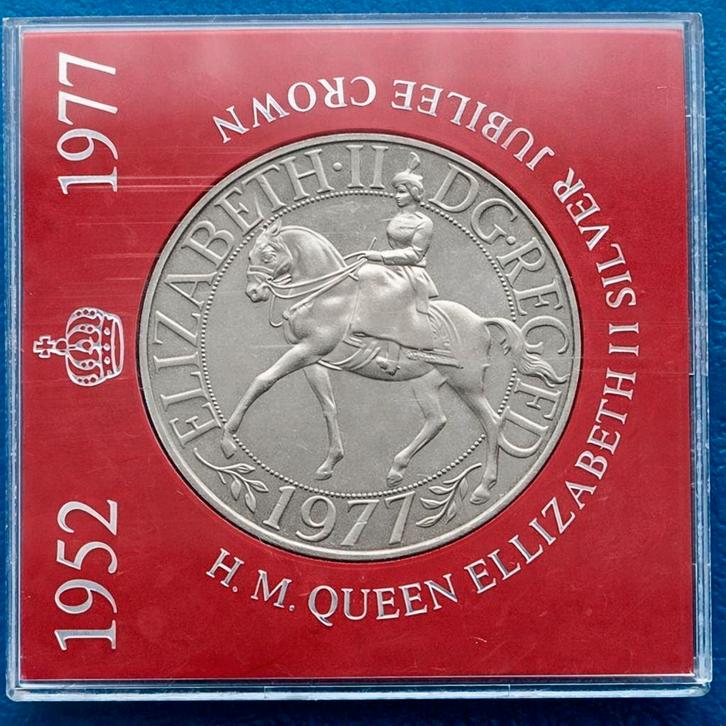 1952 1977
H. M. QUEEN ELLIZABETH II SILVER JUBILEE CROWN
ELIZABETH·II DG·REG·FD
1977